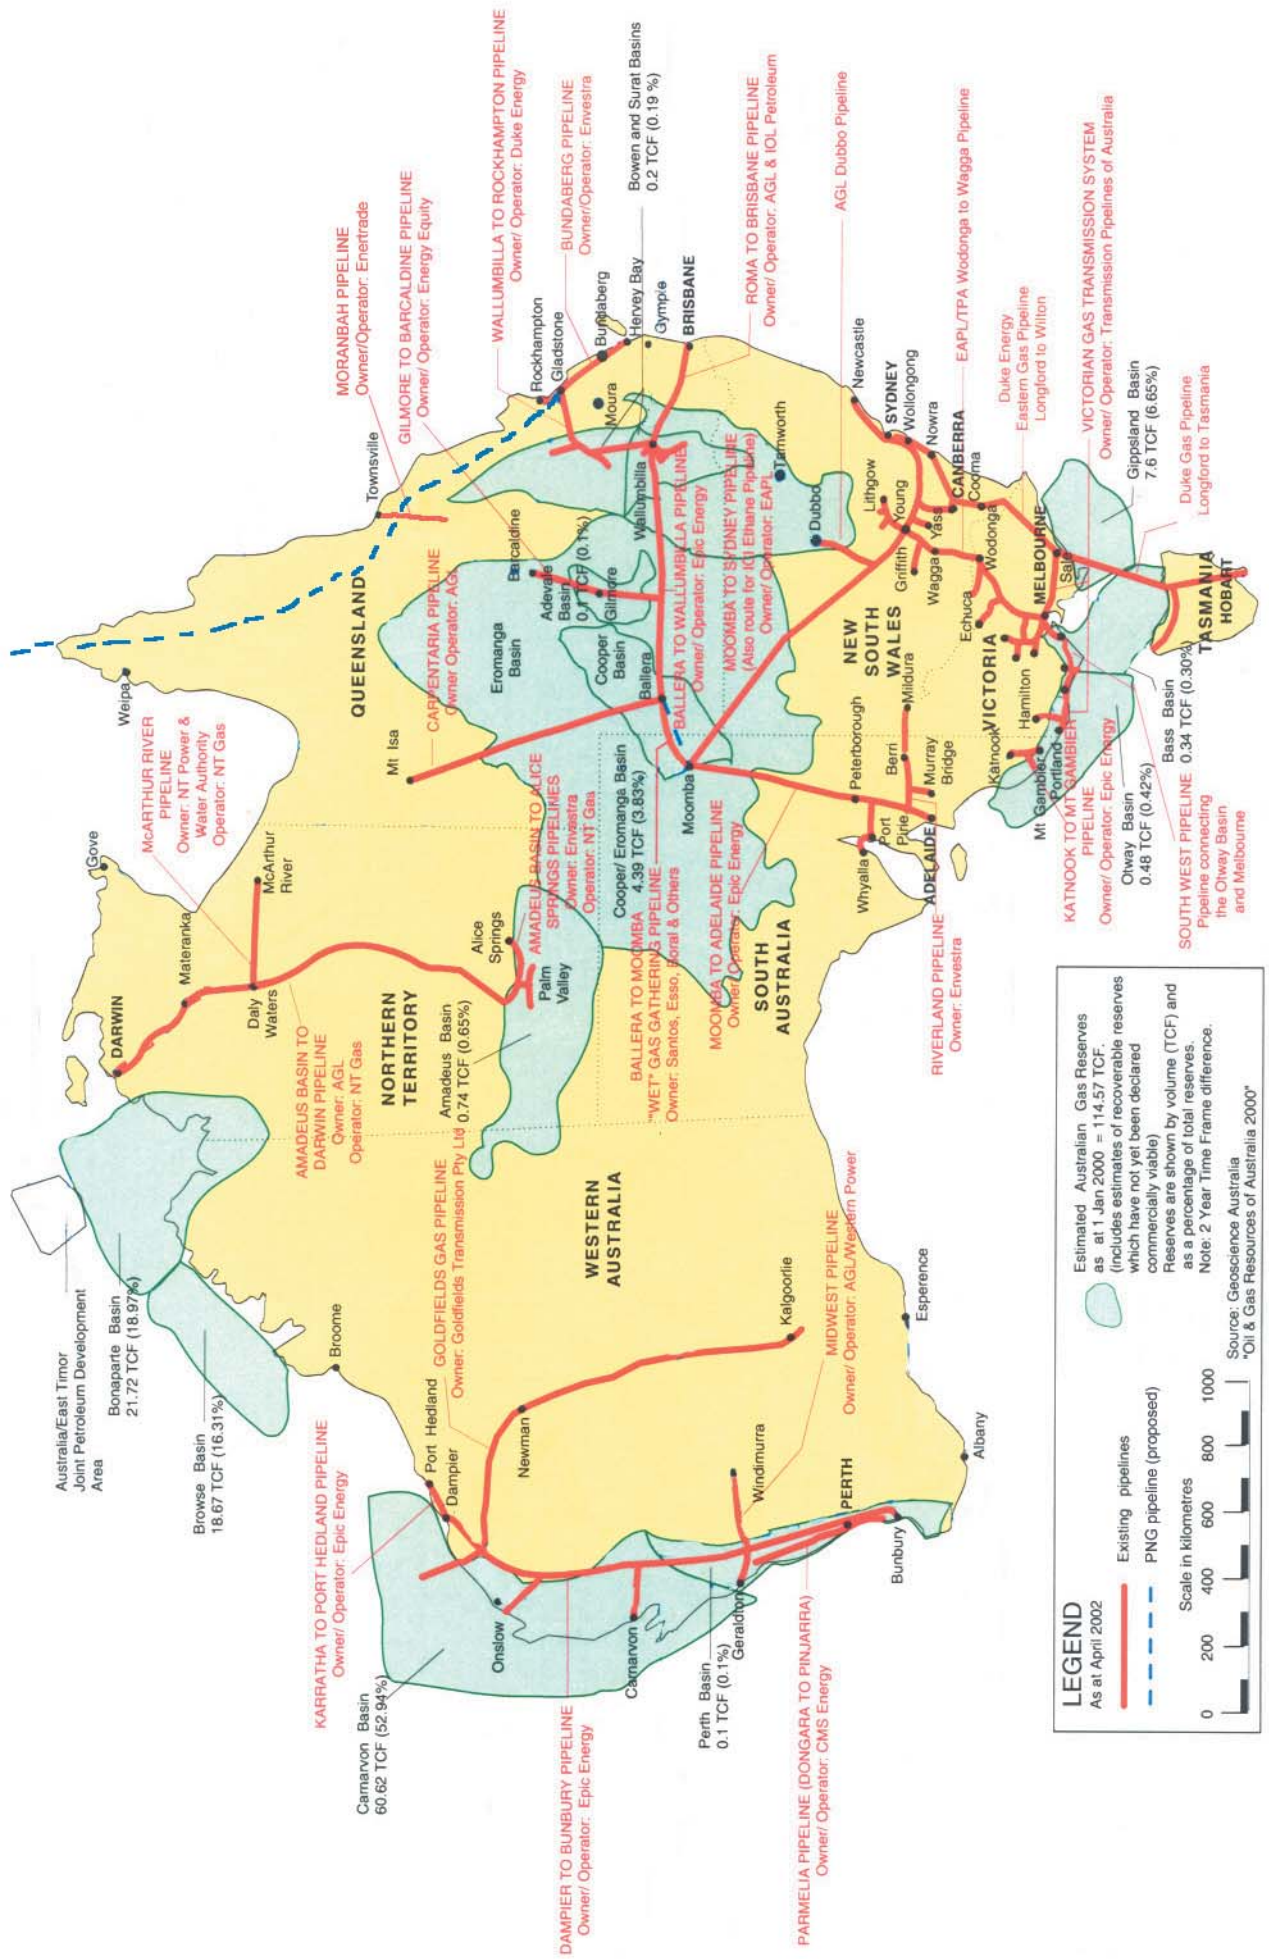 Australia/East Timor
Joint Petroleum Development
Area
Bonaparte Basin
21.72 TCF (18.97%)
Browse Basin
18.67 TCF (16.31%)
KARRATHA TO PORT HEDLAND PIPELINE
Owner/ Operator: Epic Energy
Carnarvon Basin
60.62 TCF (52.94%)
DAMPIER TO BUNBURY PIPELINE
Owner/ Operator: Epic Energy
Perth Basin
0.1 TCF (0.1%)
PARMELIA PIPELINE (DONGARA TO PINJARRA)
Owner/ Operator: CMS Energy
GOLDFIELDS GAS PIPELINE
Owner: Goldfields Transmission Pty Ltd
MIDWEST PIPELINE
Owner/ Operator: AGL/Western Power
Broome
Port Hedland
Dampier
Onslow
Newman
Carnarvon
Geraldton
Windimurra
Kalgoorlie
PERTH
Bunbury
Albany
Esperence
WESTERN
AUSTRALIA
DARWIN
Gove
Materanka
Daly
Waters
McArthur
River
McARTHUR RIVER
PIPELINE
Owner: NT Power &
Water Authority
Operator: NT Gas
AMADEUS BASIN TO
DARWIN PIPELINE
Owner: AGL
Operator: NT Gas
NORTHERN
TERRITORY
Amadeus Basin
0.74 TCF (0.65%)
Alice
Springs
Palm
Valley
AMADEUS BASIN TO ALICE
SPRINGS PIPELINES
Owner: Envestra
Operator: NT Gas
Weipa
QUEENSLAND
Mt Isa
CARPENTARIA PIPELINE
Owner Operator: AGL
Townsville
MORANBAH PIPELINE
Owner/Operator: Enertrade
GILMORE TO BARCALDINE PIPELINE
Owner/ Operator: Energy Equity
WALLUMBILLA TO ROCKHAMPTON PIPELINE
Owner/ Operator: Duke Energy
BUNDABERG PIPELINE
Owner/Operator: Envestra
Bowen and Surat Basins
0.2 TCF (0.19 %)
Rockhampton
Gladstone
Bundaberg
Hervey Bay
Gympie
BRISBANE
Moura
Wallumbilla
Barcaldine
Adevale
Basin
0.1 TCF (0.1%)
Gilmore
Eromanga
Basin
Cooper
Basin
Ballera
ROMA TO BRISBANE PIPELINE
Owner/ Operator: AGL & IOL Petroleum
BALLERA TO WALLUMBILLA PIPELINE
Owner/ Operator: Epic Energy
MOOMBA TO SYDNEY PIPELINE
(Also route for ICI Ethane Pipeline)
Owner/ Operator: EAPL
Cooper/ Eromanga Basin
4.39 TCF (3.83%)
BALLERA TO MOOMBA
"WET" GAS GATHERING PIPELINE
Owner: Santos, Esso, Boral & Others
Moomba
MOOMBA TO ADELAIDE PIPELINE
Owner/ Operator: Epic Energy
SOUTH
AUSTRALIA
Peterborough
Port
Pirie
Whyalla
ADELAIDE
Berri
Murray
Bridge
Mildura
RIVERLAND PIPELINE
Owner: Envestra
AGL Dubbo Pipeline
Tamworth
Dubbo
Newcastle
SYDNEY
Wollongong
Nowra
CANBERRA
Cooma
Lithgow
Young
Yass
Griffith
Wagga
Wodonga
Echuca
NEW
SOUTH
WALES
EAPL/TPA Wodonga to Wagga Pipeline
Duke Energy
Eastern Gas Pipeline
Longford to Wilton
VICTORIAN GAS TRANSMISSION SYSTEM
Owner/ Operator: Transmission Pipelines of Australia
VICTORIA
MELBOURNE
Sale
Hamilton
Katnook
Mt Gambier
Portland
Gippsland Basin
7.6 TCF (6.65%)
Duke Gas Pipeline
Longford to Tasmania
TASMANIA
HOBART
Bass Basin
0.34 TCF (0.30%)
KATNOOK TO MT GAMBIER
PIPELINE
Owner/ Operator: Epic Energy
Otway Basin
0.48 TCF (0.42%)
SOUTH WEST PIPELINE
Pipeline connecting
the Otway Basin
and Melbourne
LEGEND
As at April 2002
Existing pipelines
PNG pipeline (proposed)
Scale in kilometres
0 200 400 600 800 1000
Estimated Australian Gas Reserves
as at 1 Jan 2000 = 114.57 TCF.
(includes estimates of recoverable reserves
which have not yet been declared
commercially viable)
Reserves are shown by volume (TCF) and
as a percentage of total reserves.
Note: 2 Year Time Frame difference.
Source: Geoscience Australia
"Oil & Gas Resources of Australia 2000"